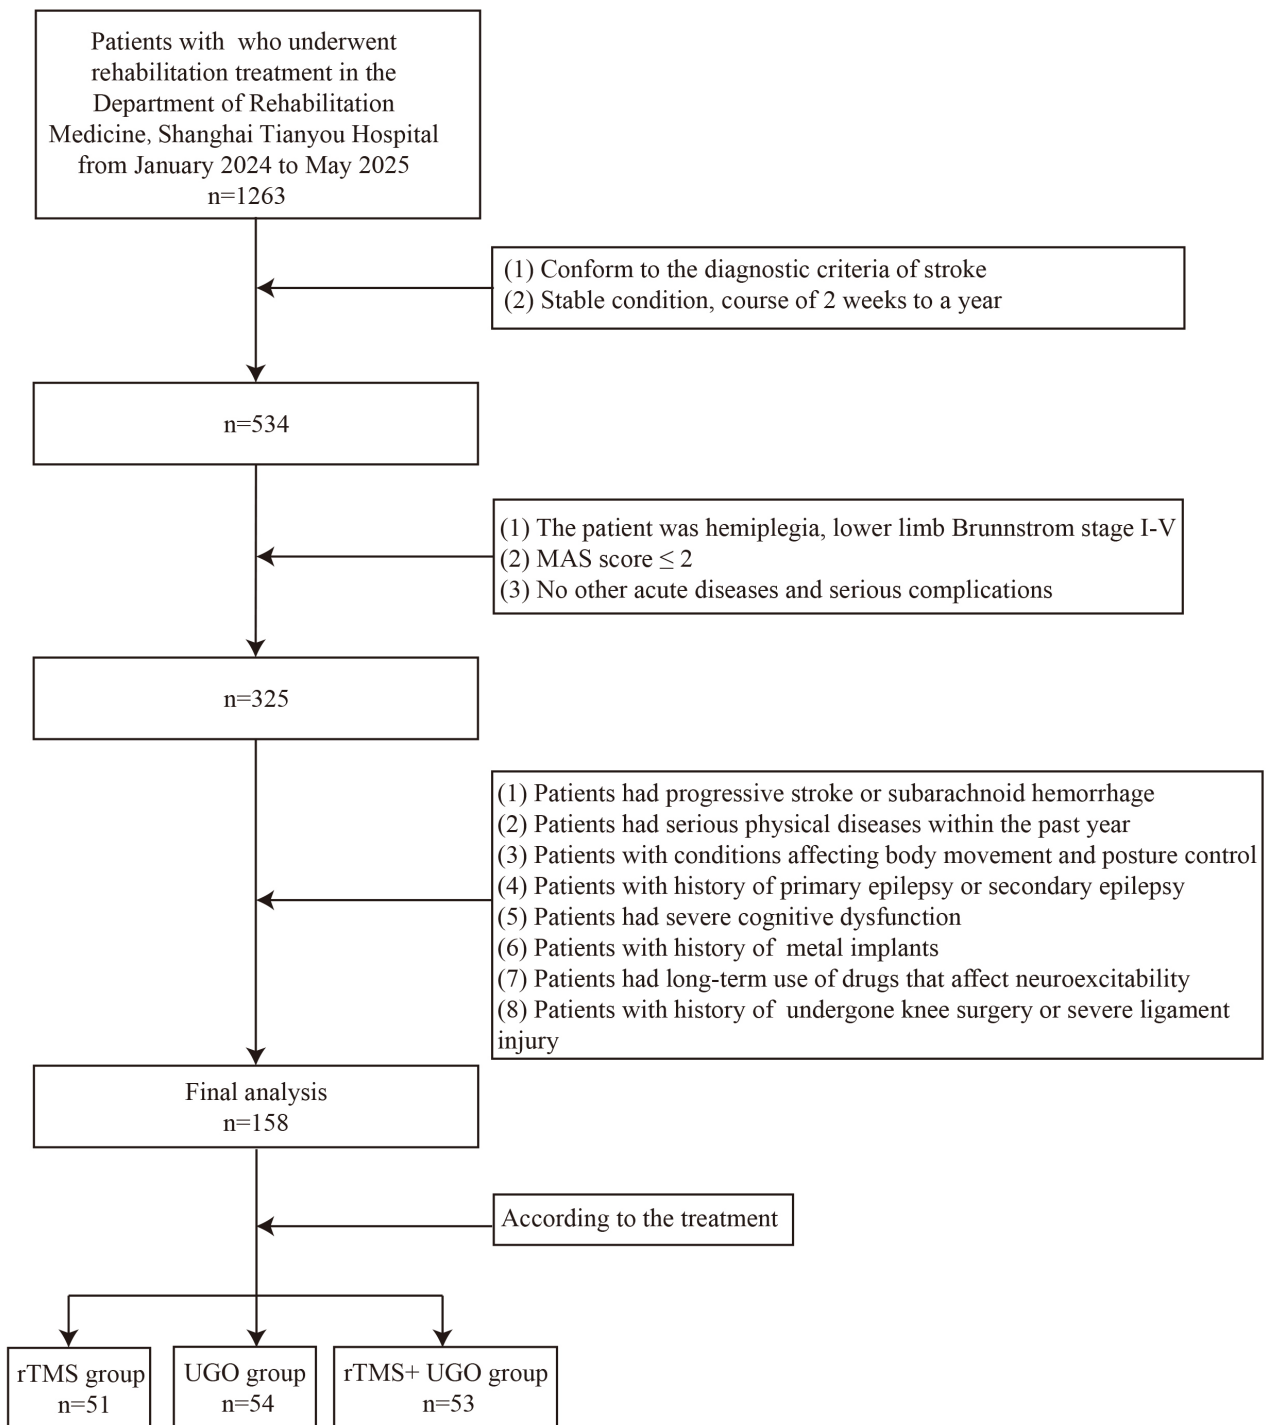 Patients with  who underwent
rehabilitation treatment in the
Department of Rehabilitation
Medicine, Shanghai Tianyou Hospital
from January 2024 to May 2025
n=1263
(1) Conform to the diagnostic criteria of stroke
(2) Stable condition, course of 2 weeks to a year
n=534
(1) The patient was hemiplegia, lower limb Brunnstrom stage I-V
(2) MAS score ≤ 2
(3) No other acute diseases and serious complications
n=325
(1) Patients had progressive stroke or subarachnoid hemorrhage
(2) Patients had serious physical diseases within the past year
(3) Patients with conditions affecting body movement and posture control
(4) Patients with history of primary epilepsy or secondary epilepsy
(5) Patients had severe cognitive dysfunction
(6) Patients with history of  metal implants
(7) Patients had long-term use of drugs that affect neuroexcitability
(8) Patients with history of  undergone knee surgery or severe ligament
injury
Final analysis
n=158
According to the treatment
rTMS group
n=51
UGO group
n=54
rTMS+ UGO group
n=53